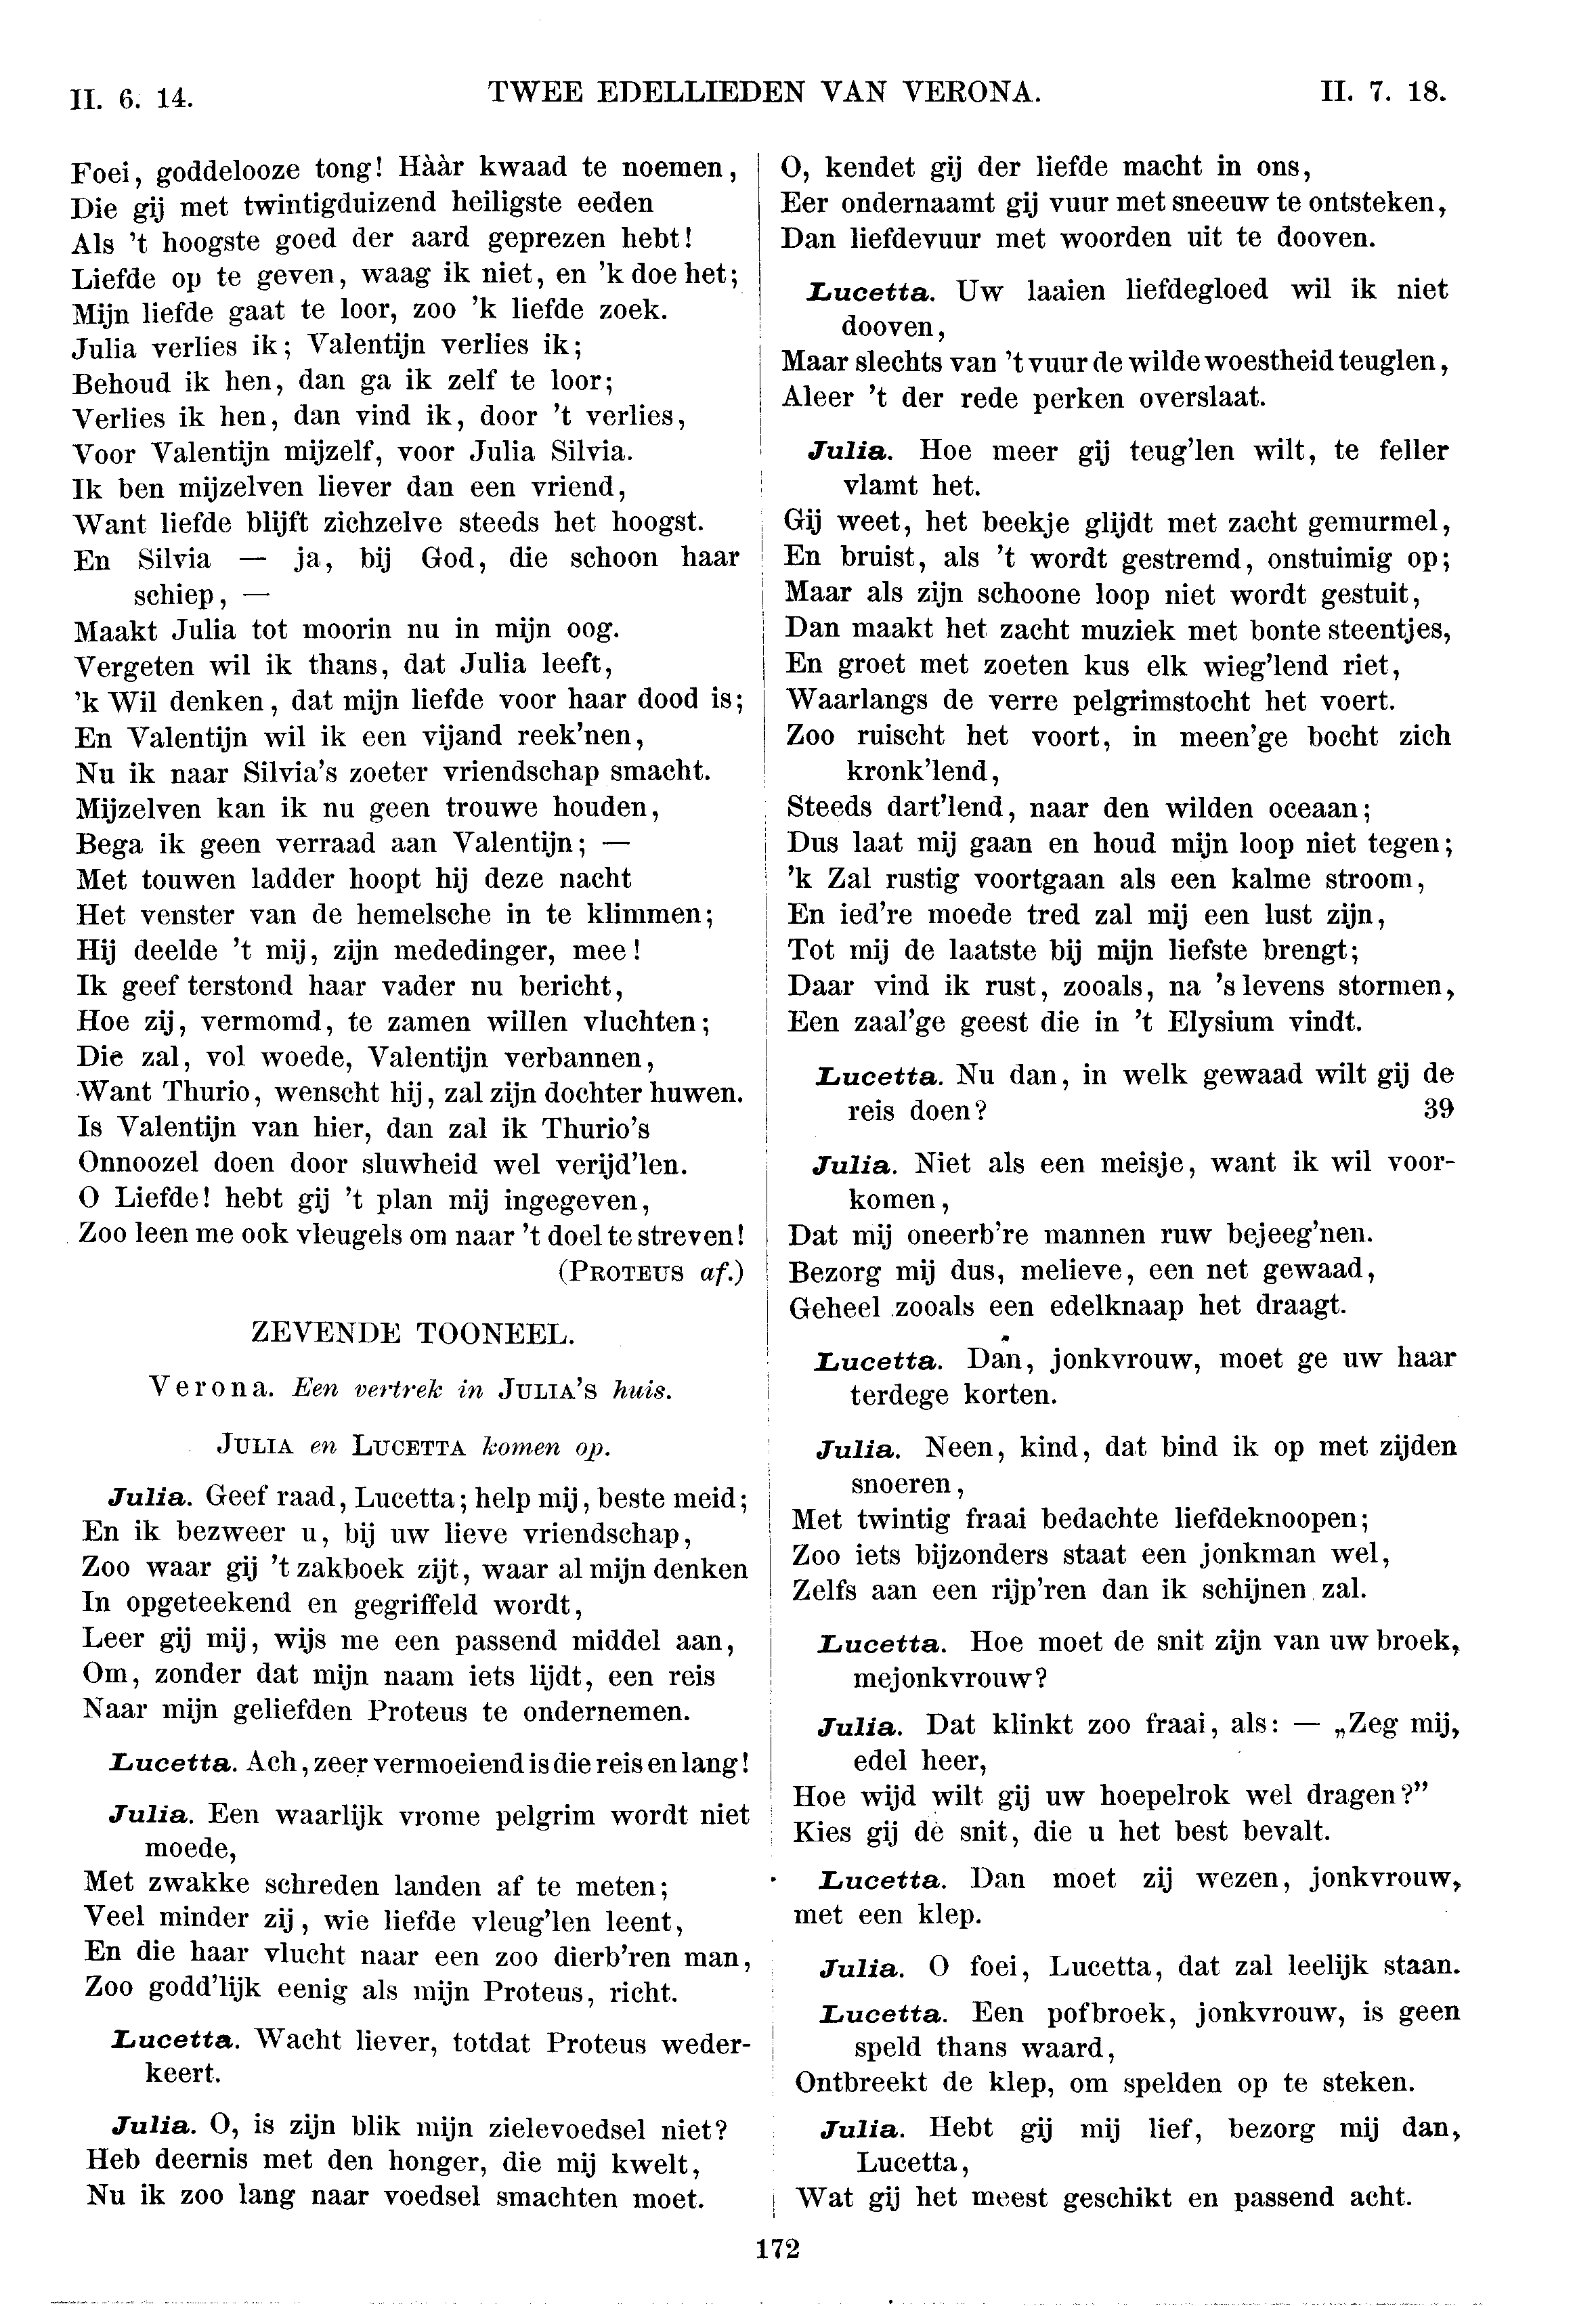 II. 6. 14.
TWEE EDELLIEDEN VAN VERONA.
II. 7. 18.
Foei, goddelooze tong! Hààr kwaad te noemen,
Die gij met twintigduizend heiligste eeden
Als 't hoogste goed der aard geprezen hebt!
Liefde op te geven, waag ik niet, en 'k doe het;
Mijn liefde gaat te loor, zoo 'k liefde zoek.
Julia verlies ik; Valentijn verlies ik;
Behoud ik hen, dan ga ik zelf te loor;
Verlies ik hen, dan vind ik, door 't verlies,
Voor Valentijn mijzelf, voor Julia Silvia.
Ik ben mijzelven liever dan een vriend,
Want liefde blijft zichzelve steeds het hoogst.
En Silvia — ja, bij God, die schoon haar
schiep, —
Maakt Julia tot moorin nu in mijn oog.
Vergeten wil ik thans, dat Julia leeft,
'k Wil denken, dat mijn liefde voor haar dood is;
En Valentijn wil ik een vijand reek'nen,
Nu ik naar Silvia's zoeter vriendschap smacht.
Mijzelven kan ik nu geen trouwe houden,
Bega ik geen verraad aan Valentijn; —
Met touwen ladder hoopt hij deze nacht
Het venster van de hemelsche in te klimmen;
Hij deelde 't mij, zijn mededinger, mee!
Ik geef terstond haar vader nu bericht,
Hoe zij, vermomd, te zamen willen vluchten;
Die zal, vol woede, Valentijn verbannen,
Want Thurio, wenscht hij, zal zijn dochter huwen.
Is Valentijn van hier, dan zal ik Thurio's
Onnoozel doen door sluwheid wel verijd'len.
O Liefde! hebt gij 't plan mij ingegeven,
Zoo leen me ook vleugels om naar 't doel te streven!
(PROTEUS af.)
ZEVENDE TOONEEL.
Verona. Een vertrek in JULIA'S huis.
JULIA en LUCETTA komen op.
Julia. Geef raad, Lucetta; help mij, beste meid;
En ik bezweer u, bij uw lieve vriendschap,
Zoo waar gij 't zakboek zijt, waar al mijn denken
In opgeteekend en gegriffeld wordt,
Leer gij mij, wijs me een passend middel aan,
Om, zonder dat mijn naam iets lijdt, een reis
Naar mijn geliefden Proteus te ondernemen.
Lucetta. Ach, zeer vermoeiend is die reis en lang!
Julia. Een waarlijk vrome pelgrim wordt niet
moede,
Met zwakke schreden landen af te meten;
Veel minder zij, wie liefde vleug'len leent,
En die haar vlucht naar een zoo dierb'ren man,
Zoo godd'lijk eenig als mijn Proteus, richt.
Lucetta. Wacht liever, totdat Proteus weder-
keert.
Julia. O, is zijn blik mijn zielevoedsel niet?
Heb deernis met den honger, die mij kwelt,
Nu ik zoo lang naar voedsel smachten moet.
O, kendet gij der liefde macht in ons,
Eer ondernaamt gij vuur met sneeuw te ontsteken,
Dan liefdevuur met woorden uit te dooven.
Lucetta. Uw laaien liefdegloed wil ik niet
dooven,
Maar slechts van 't vuur de wilde woestheid teuglen,
Aleer 't der rede perken overslaat.
Julia. Hoe meer gij teug'len wilt, te feller
vlamt het.
Gij weet, het beekje glijdt met zacht gemurmel,
En bruist, als 't wordt gestremd, onstuimig op;
Maar als zijn schoone loop niet wordt gestuit,
Dan maakt het zacht muziek met bonte steentjes,
En groet met zoeten kus elk wieg'lend riet,
Waarlangs de verre pelgrimstocht het voert.
Zoo ruischt het voort, in meen'ge bocht zich
kronk'lend,
Steeds dart'lend, naar den wilden oceaan;
Dus laat mij gaan en houd mijn loop niet tegen;
'k Zal rustig voortgaan als een kalme stroom,
En ied're moede tred zal mij een lust zijn,
Tot mij de laatste bij mijn liefste brengt;
Daar vind ik rust, zooals, na 's levens stormen,
Een zaal'ge geest die in 't Elysium vindt.
Lucetta. Nu dan, in welk gewaad wilt gij de
reis doen? 39
Julia. Niet als een meisje, want ik wil voor-
komen,
Dat mij oneerb're mannen ruw bejeeg'nen.
Bezorg mij dus, melieve, een net gewaad,
Geheel zooals een edelknaap het draagt.
Lucetta. Dan, jonkvrouw, moet ge uw haar
terdege korten.
Julia. Neen, kind, dat bind ik op met zijden
snoeren,
Met twintig fraai bedachte liefdeknoopen;
Zoo iets bijzonders staat een jonkman wel,
Zelfs aan een rijp'ren dan ik schijnen zal.
Lucetta. Hoe moet de snit zijn van uw broek,
mejonkvrouw?
Julia. Dat klinkt zoo fraai, als: — „Zeg mij,
edel heer,
Hoe wijd wilt gij uw hoepelrok wel dragen?”
Kies gij de snit, die u het best bevalt.
Lucetta. Dan moet zij wezen, jonkvrouw,
met een klep.
Julia. O foei, Lucetta, dat zal leelijk staan.
Lucetta. Een pofbroek, jonkvrouw, is geen
speld thans waard,
Ontbreekt de klep, om spelden op te steken.
Julia. Hebt gij mij lief, bezorg mij dan,
Lucetta,
Wat gij het meest geschikt en passend acht.
172